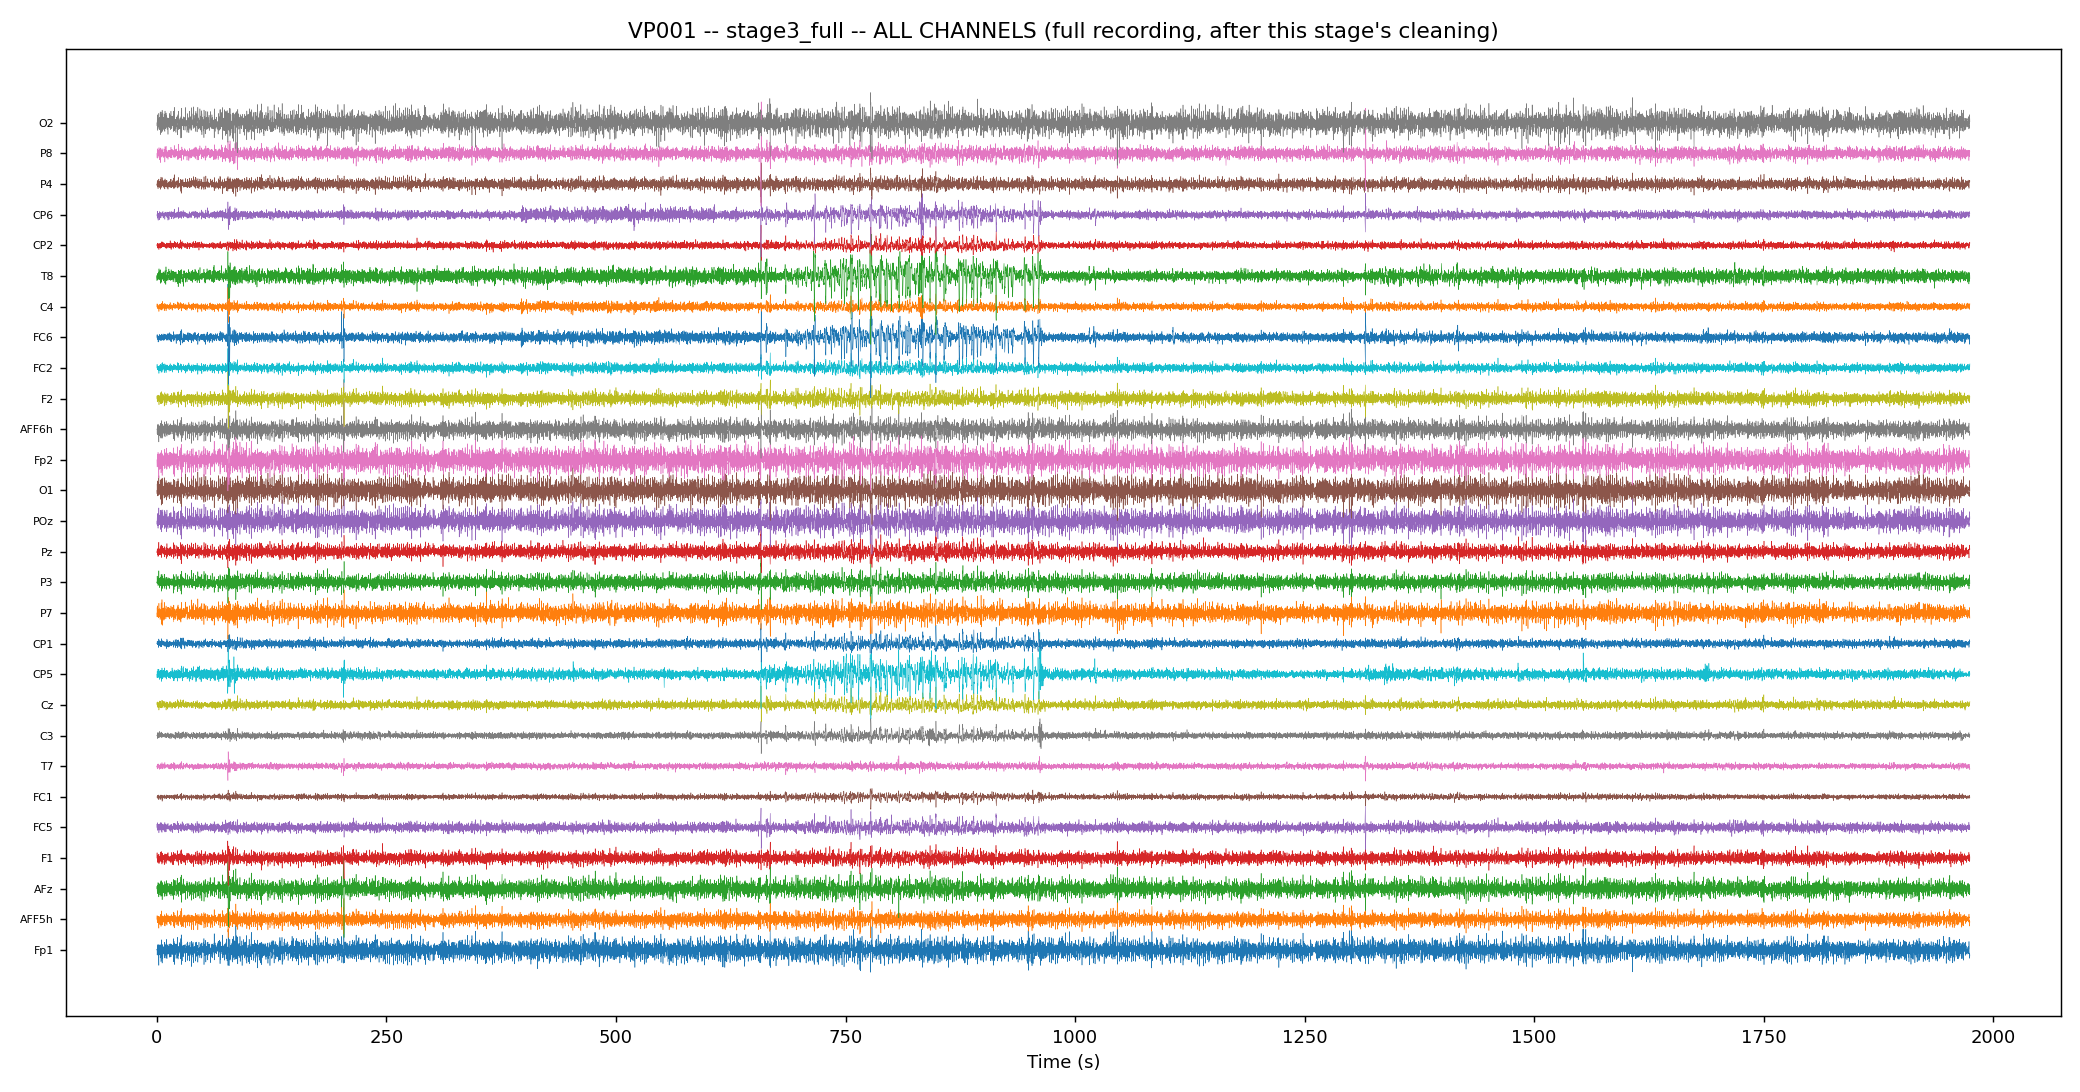 VP001 -- stage3_full -- ALL CHANNELS (full recording, after this stage's cleaning)
O2
P8
P4
CP6
CP2
T8
C4
FC6
FC2
F2
AFF6h
Fp2
O1
POz
Pz
P3
P7
CP1
CP5
Cz
C3
T7
FC1
FC5
F1
AFz
AFF5h
Fp1
0 250 500 750 1000 1250 1500 1750 2000
Time (s)